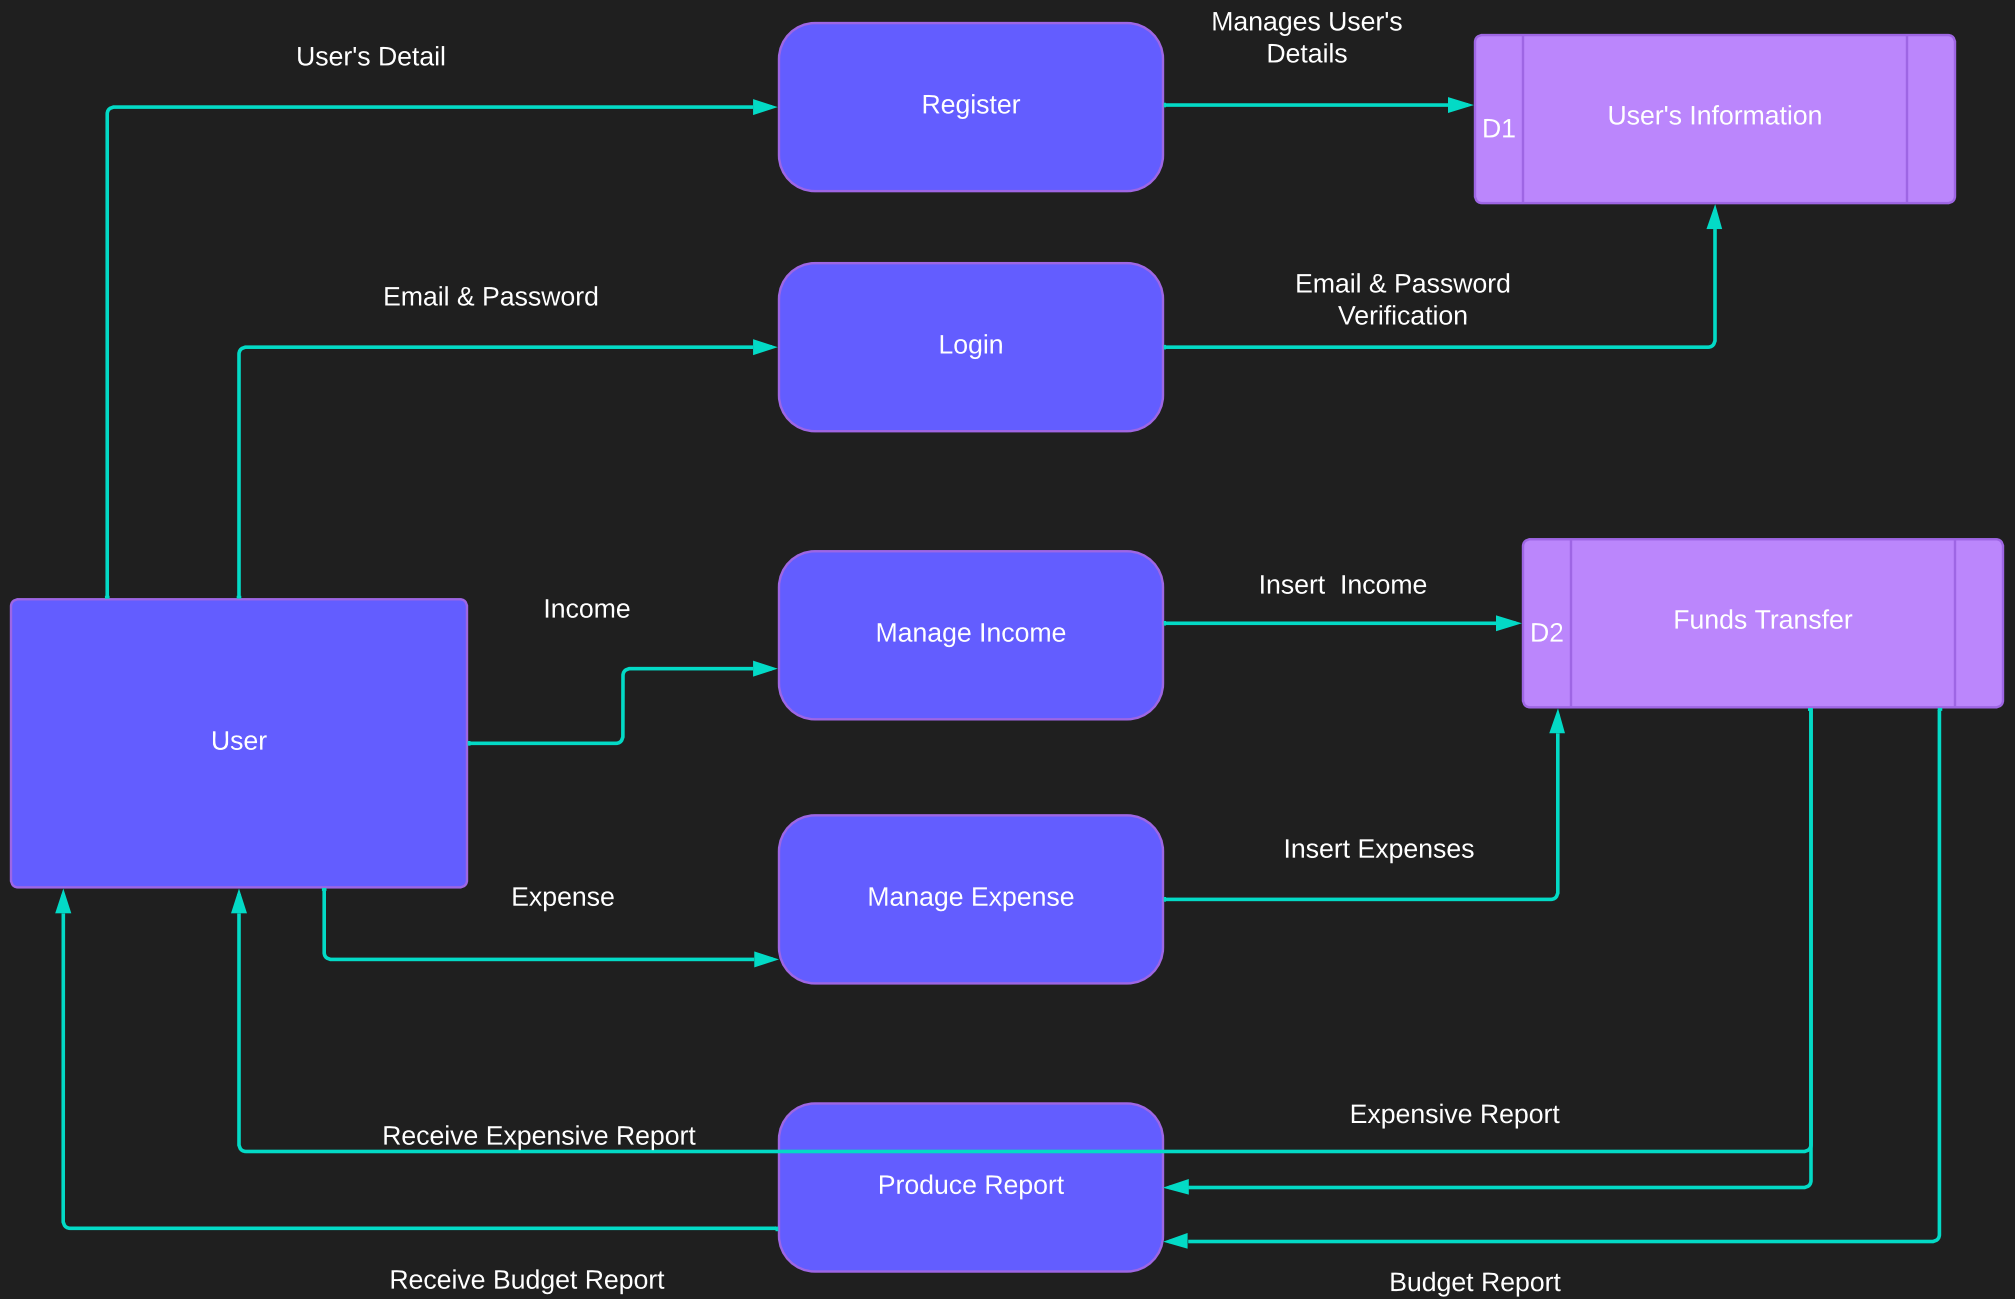 User's Detail
Register
Manages User's
Details
D1
User's Information
Email & Password
Login
Email & Password
Verification
Income
Manage Income
Insert  Income
D2
Funds Transfer
User
Expense
Manage Expense
Insert Expenses
Receive Expensive Report
Expensive Report
Produce Report
Receive Budget Report
Budget Report